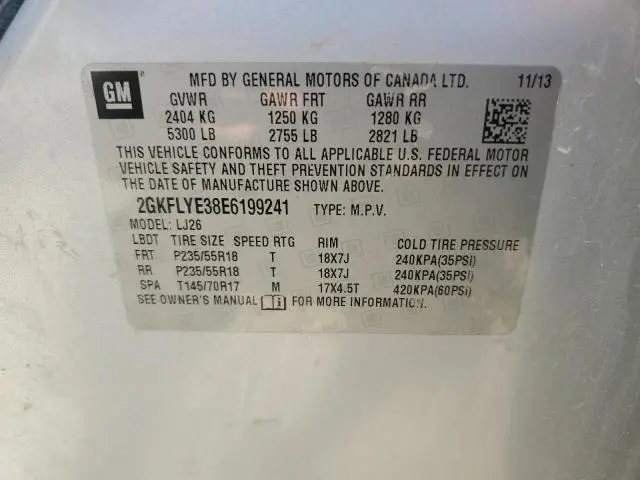 GM
MFD BY GENERAL MOTORS OF CANADA LTD. 11/13
GVWR GAWR FRT GAWR RR
2404 KG 1250 KG 1280 KG
5300 LB 2755 LB 2821 LB
THIS VEHICLE CONFORMS TO ALL APPLICABLE U.S. FEDERAL MOTOR
VEHICLE SAFETY AND THEFT PREVENTION STANDARDS IN EFFECT ON
THE DATE OF MANUFACTURE SHOWN ABOVE.
2GKFLYE38E6199241 TYPE: M.P.V.
MODEL: LJ26
LBDT TIRE SIZE SPEED RTG RIM COLD TIRE PRESSURE
FRT P235/55R18 T 18X7J 240KPA(35PSI)
RR P235/55R18 T 18X7J 240KPA(35PSI)
SPA T145/70R17 M 17X4.5T 420KPA(60PSI)
SEE OWNER'S MANUAL FOR MORE INFORMATION.